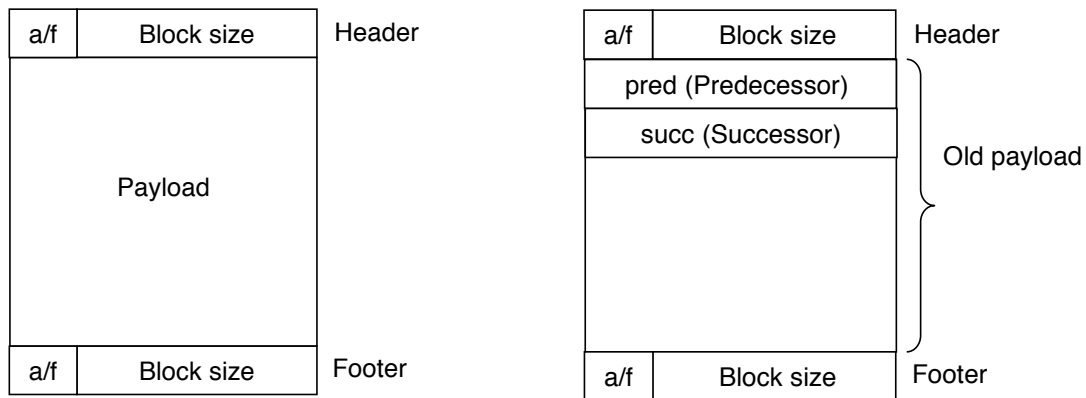 a/f Block size Header
Payload
a/f Block size Footer
a/f Block size Header
pred (Predecessor)
succ (Successor)
Old payload
a/f Block size Footer